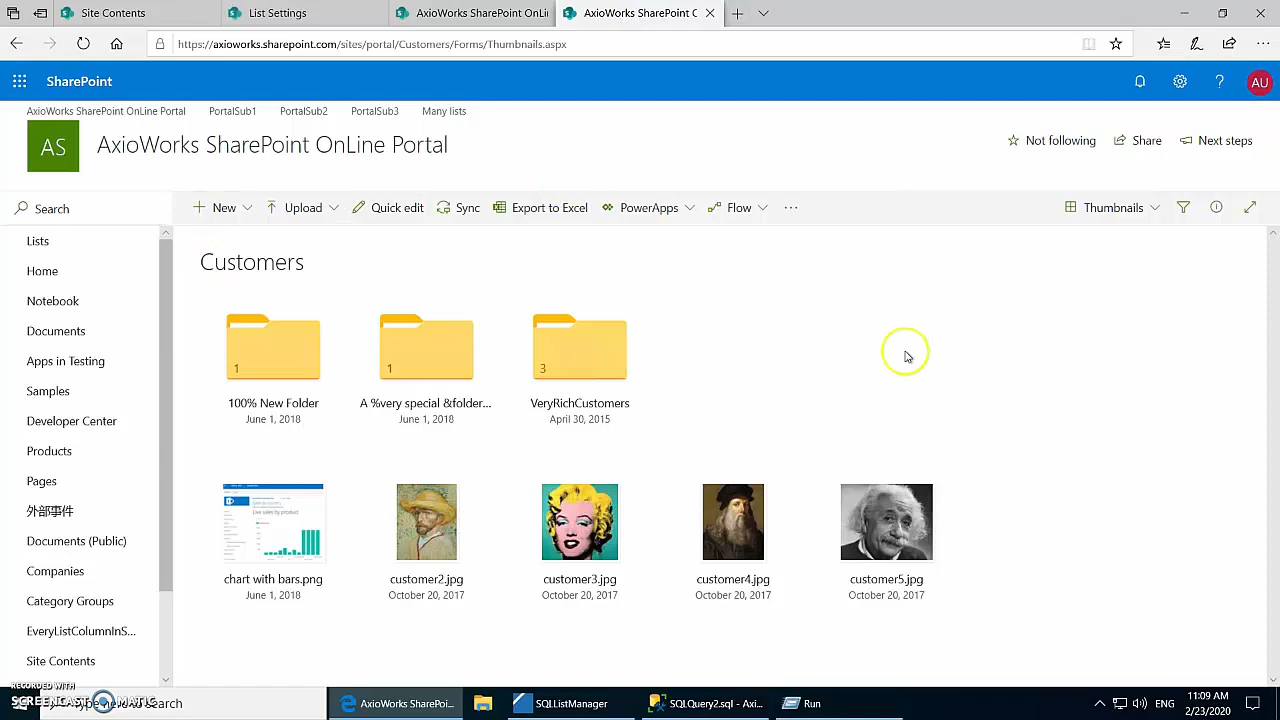 Site Contents
List Settings
AxioWorks SharePoint OnLi
AxioWorks SharePoint C
https://axioworks.sharepoint.com/sites/portal/Customers/Forms/Thumbnails.aspx
SharePoint
AU
AxioWorks SharePoint OnLine Portal
PortalSub1
PortalSub2
PortalSub3
Many lists
AS
AxioWorks SharePoint OnLine Portal
Not following
Share
Next steps
Search
New
Upload
Quick edit
Sync
Export to Excel
PowerApps
Flow
...
Thumbnails
Lists
Home
Notebook
Documents
Apps in Testing
Samples
Developer Center
Products
Pages
外部事件
Documents (Public)
Companies
Category Groups
EveryListColumnInS...
Site Contents
Customers
1
100% New Folder
June 1, 2018
1
A %very special &folder...
June 1, 2018
3
VeryRichCustomers
April 30, 2015
chart with bars.png
June 1, 2018
customer2.jpg
October 20, 2017
customer3.jpg
October 20, 2017
customer4.jpg
October 20, 2017
customer5.jpg
October 20, 2017
RECORDED WITH
SCREENCAST MATIC
here to search
AxioWorks SharePoi...
SQLListManager
SQLQuery2.sql - Axi...
Run
ENG
11:09 AM
2/23/2020